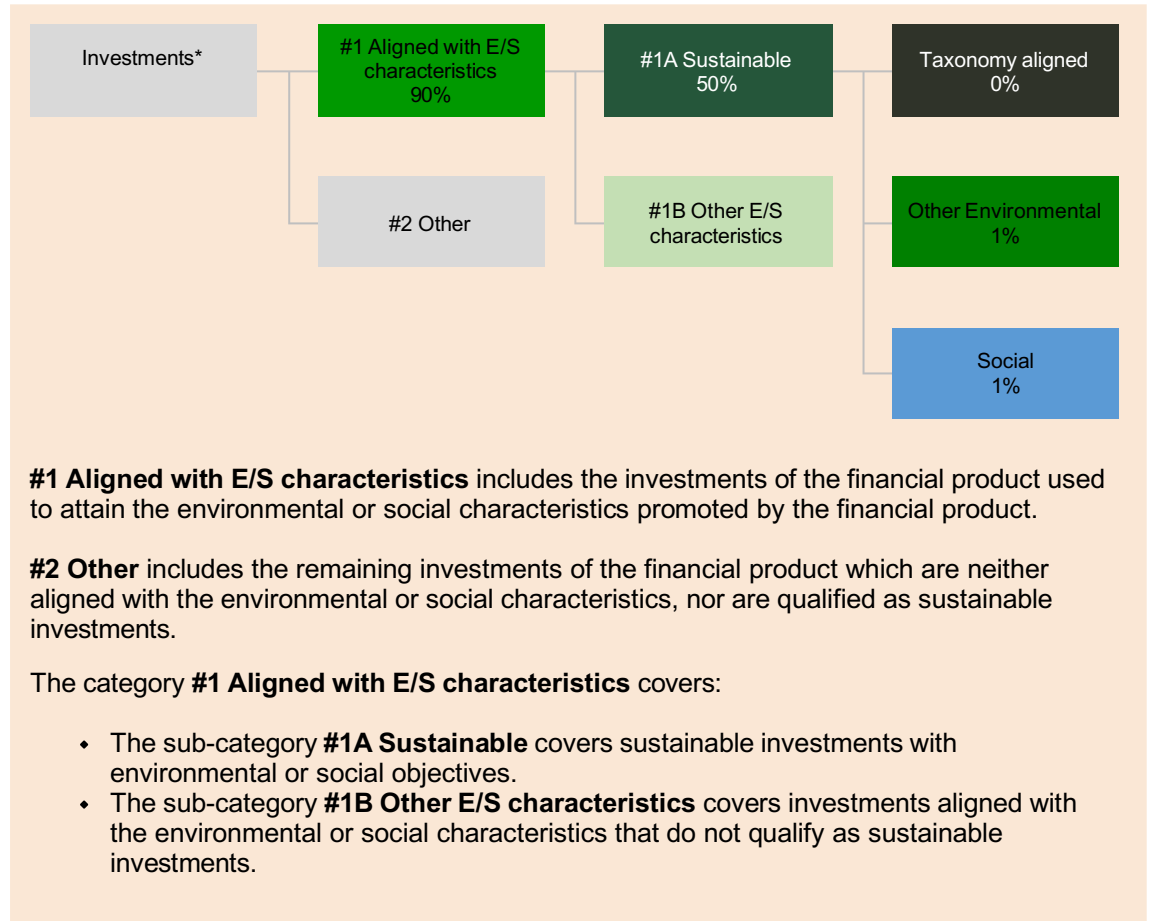 Investments*
#1 Aligned with E/S
characteristics
90%
#1A Sustainable
50%
Taxonomy aligned
0%
#2 Other
#1B Other E/S
characteristics
Other Environmental
1%
Social
1%
#1 Aligned with E/S characteristics includes the investments of the financial product used
to attain the environmental or social characteristics promoted by the financial product.
#2 Other includes the remaining investments of the financial product which are neither
aligned with the environmental or social characteristics, nor are qualified as sustainable
investments.
The category #1 Aligned with E/S characteristics covers:
• The sub-category #1A Sustainable covers sustainable investments with
environmental or social objectives.
• The sub-category #1B Other E/S characteristics covers investments aligned with
the environmental or social characteristics that do not qualify as sustainable
investments.